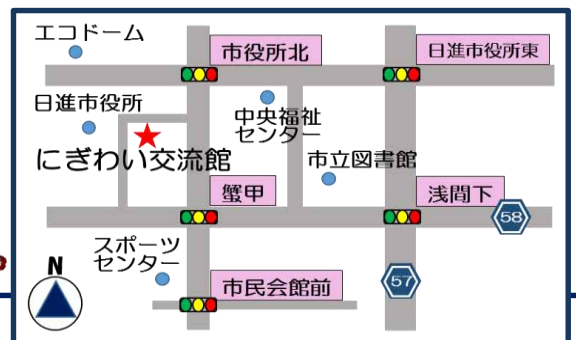 エコドーム
市役所北
日進市役所東
日進市役所
中央福祉
センター
にぎわい交流館
市立図書館
蟹甲
浅間下
58
スポーツ
センター
市民会館前
57
N